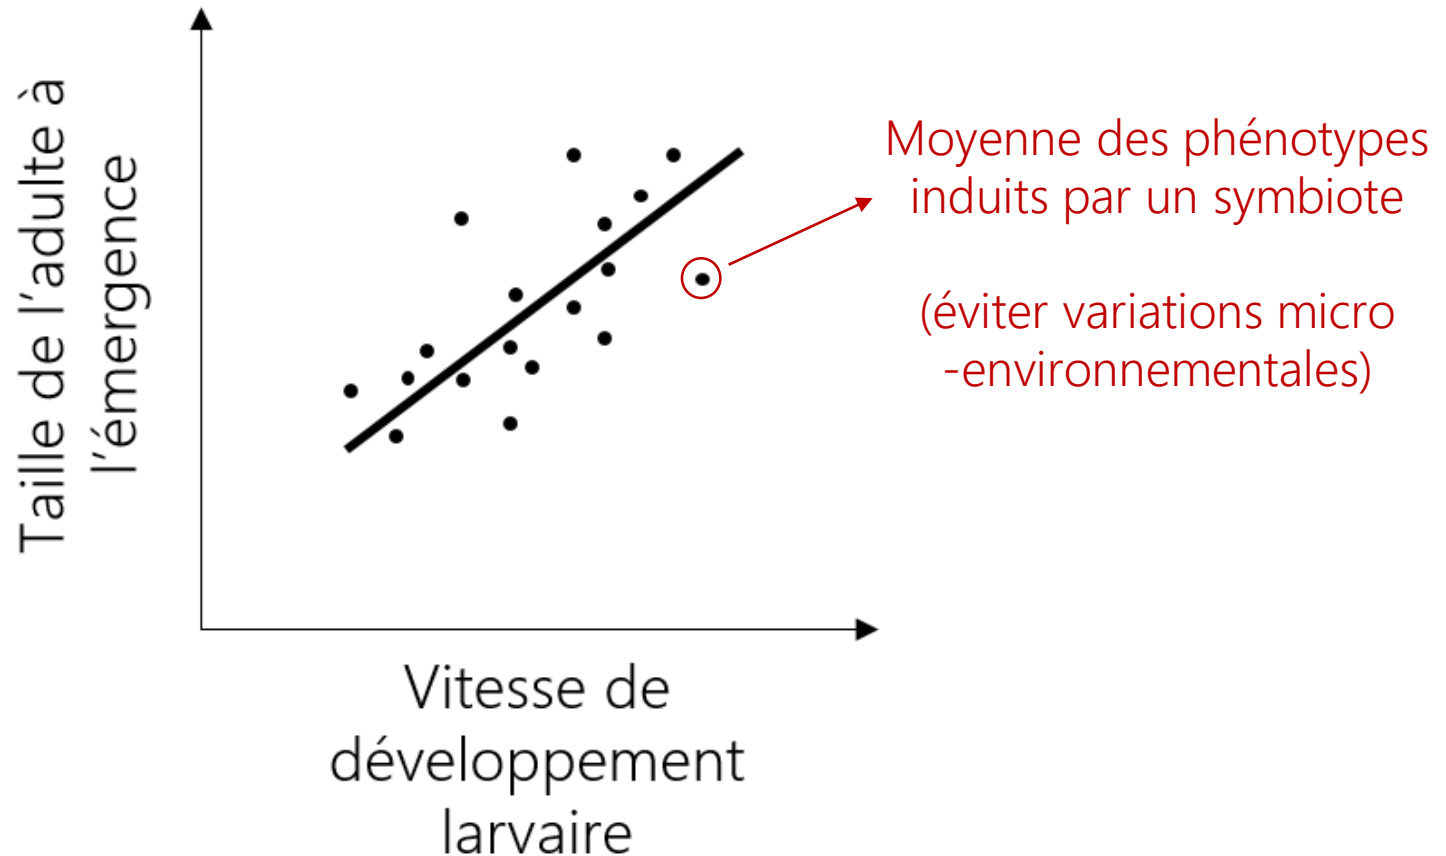 Taille de l'adulte à
l'émergence
Moyenne des phénotypes
induits par un symbiote
(éviter variations micro
-environnementales)
Vitesse de
développement
larvaire